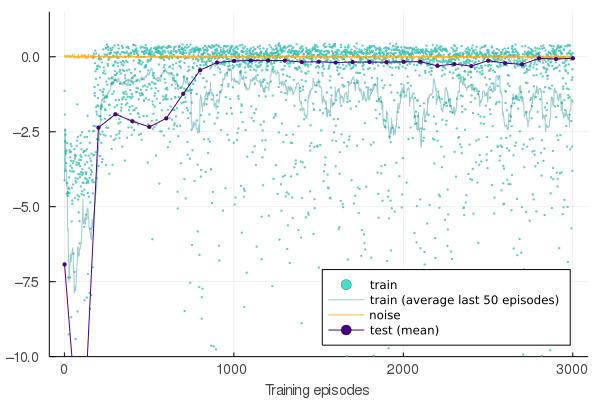 0.0
−2.5
−5.0
−7.5
−10.0
0
1000
2000
3000
Training episodes
train
train (average last 50 episodes)
noise
test (mean)